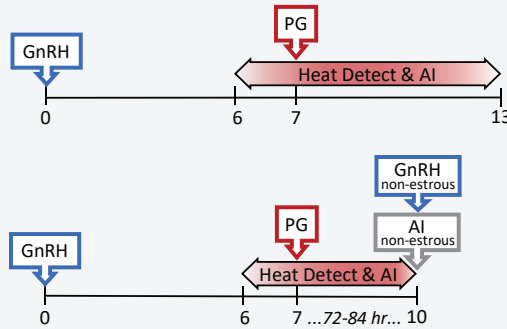 PG
GnRH
Heat Detect & AI
0 6 7 13
GnRH
non-estrous
PG
AI
non-estrous
GnRH
Heat Detect & AI
0 6 7 ...72-84 hr... 10